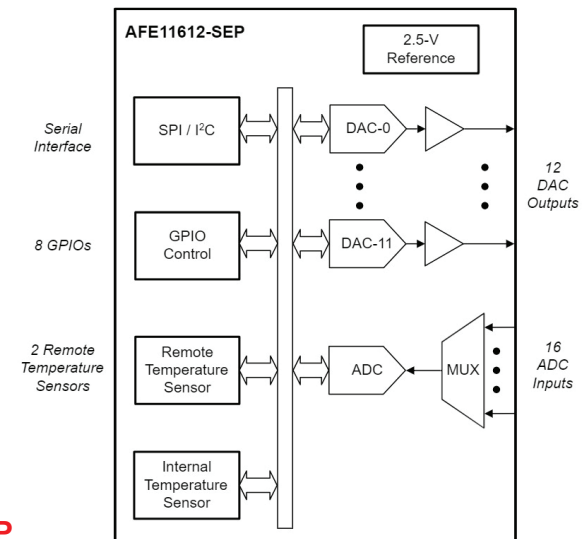 AFE11612-SEP
2.5-V
Reference
Serial
Interface
SPI / I²C
DAC-0
12
DAC
Outputs
8 GPIOs
GPIO
Control
DAC-11
2 Remote
Temperature
Sensors
Remote
Temperature
Sensor
ADC
MUX
16
ADC
Inputs
Internal
Temperature
Sensor
P